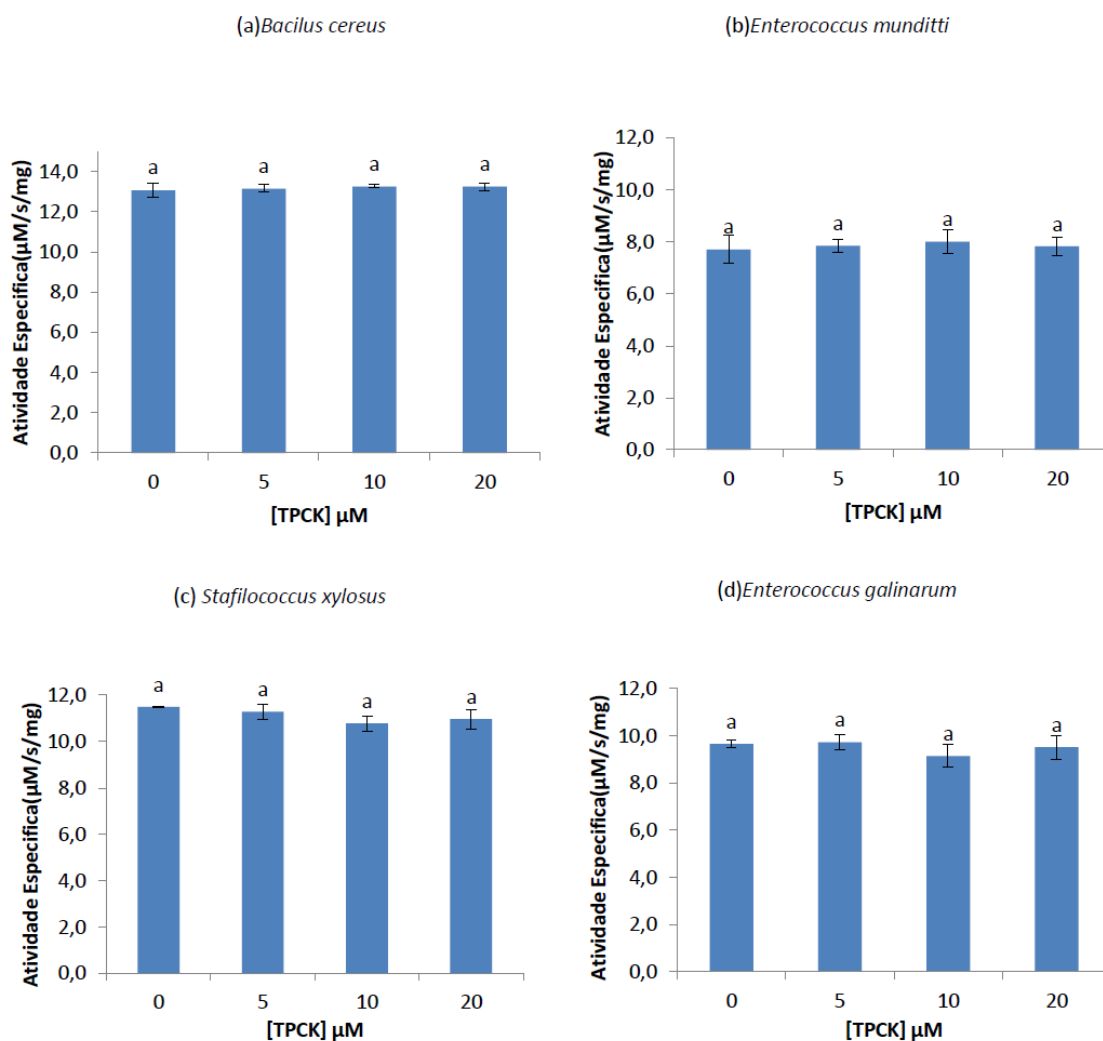 (a)Bacilus cereus
(b)Enterococcus munditti
Atividade Especifica(µM/s/mg)
14,0
12,0
10,0
8,0
6,0
4,0
2,0
0,0
a a a a
0 5 10 20
[TPCK] µM
Atividade Especifica(µM/s/mg)
12,0
10,0
8,0
6,0
4,0
2,0
0,0
a a a a
0 5 10 20
[TPCK] µM
(c) Stafilococcus xylosus
(d)Enterococcus galinarum
Atividade Especifica(µM/s/mg)
12,0
10,0
8,0
6,0
4,0
2,0
0,0
a a a a
0 5 10 20
[TPCK] µM
Atividade Especifica(µM/s/mg)
12,0
10,0
8,0
6,0
4,0
2,0
0,0
a a a a
0 5 10 20
[TPCK] µM